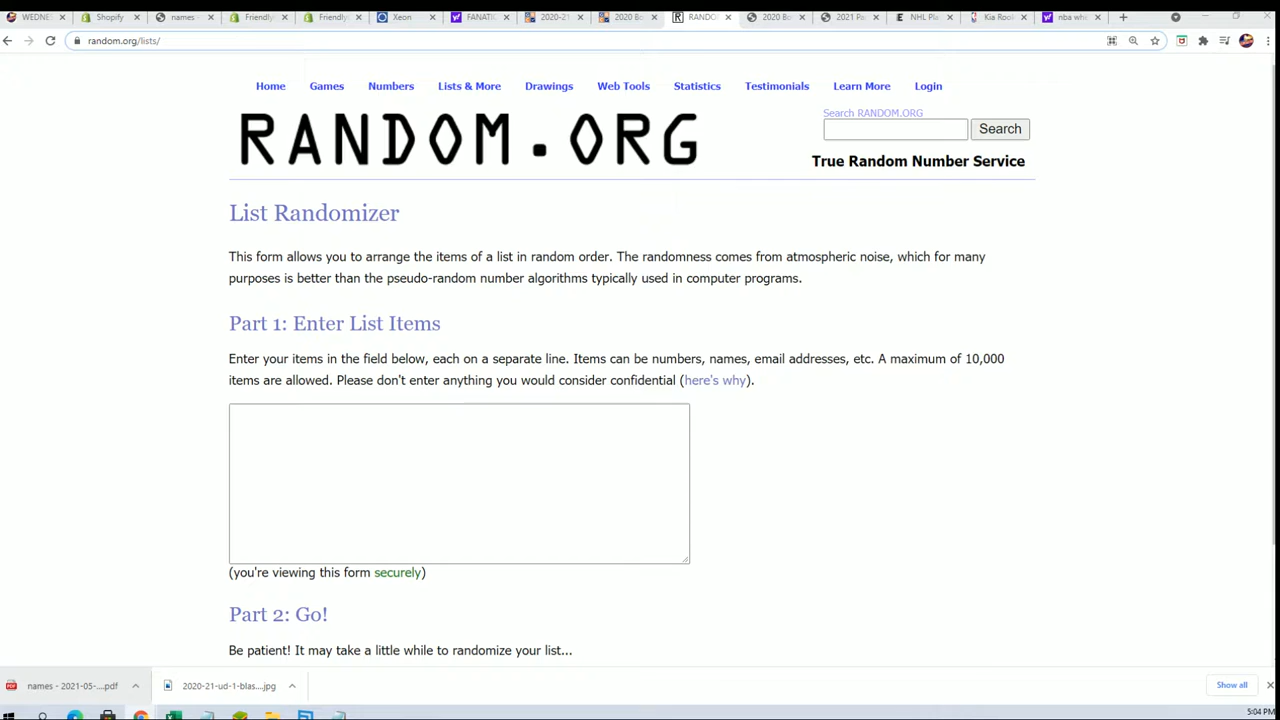 WEDNES
Shopify
names -
Friendly
Friendly
Xeon
FANATIC
2020-21
2020 Bo
RANDO
2020 Bo
2021 Pa
NHL Pla
Kia Rook
nba whe
random.org/lists/
Home Games Numbers Lists & More Drawings Web Tools Statistics Testimonials Learn More Login
Search RANDOM.ORG
RANDOM.ORG
Search
True Random Number Service
List Randomizer
This form allows you to arrange the items of a list in random order. The randomness comes from atmospheric noise, which for many
purposes is better than the pseudo-random number algorithms typically used in computer programs.
Part 1: Enter List Items
Enter your items in the field below, each on a separate line. Items can be numbers, names, email addresses, etc. A maximum of 10,000
items are allowed. Please don't enter anything you would consider confidential (here's why).
(you're viewing this form securely)
Part 2: Go!
Be patient! It may take a little while to randomize your list...
names - 2021-05-....pdf
2020-21-ud-1-blas....jpg
Show all
5:04 PM